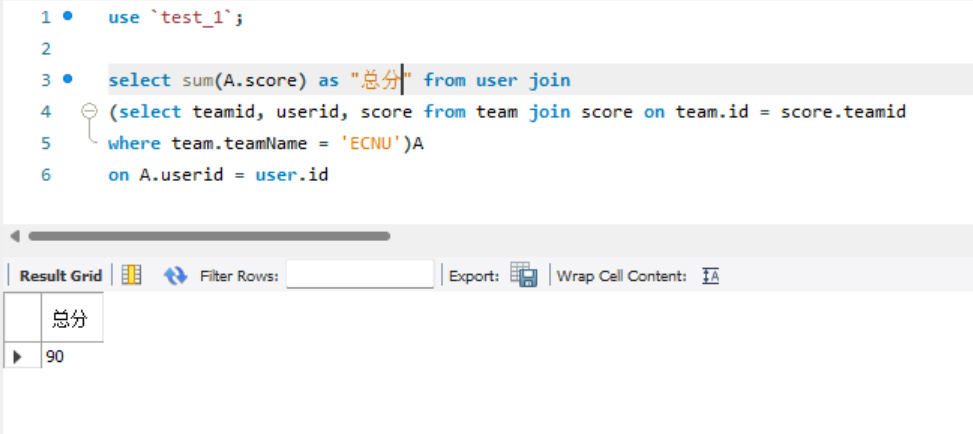 1 use `test_1`;
2
3 select sum(A.score) as "总分" from user join
4 (select teamid, userid, score from team join score on team.id = score.teamid
5 where team.teamName = 'ECNU')A
6 on A.userid = user.id
Result Grid Filter Rows: Export: Wrap Cell Content: IA
总分
90